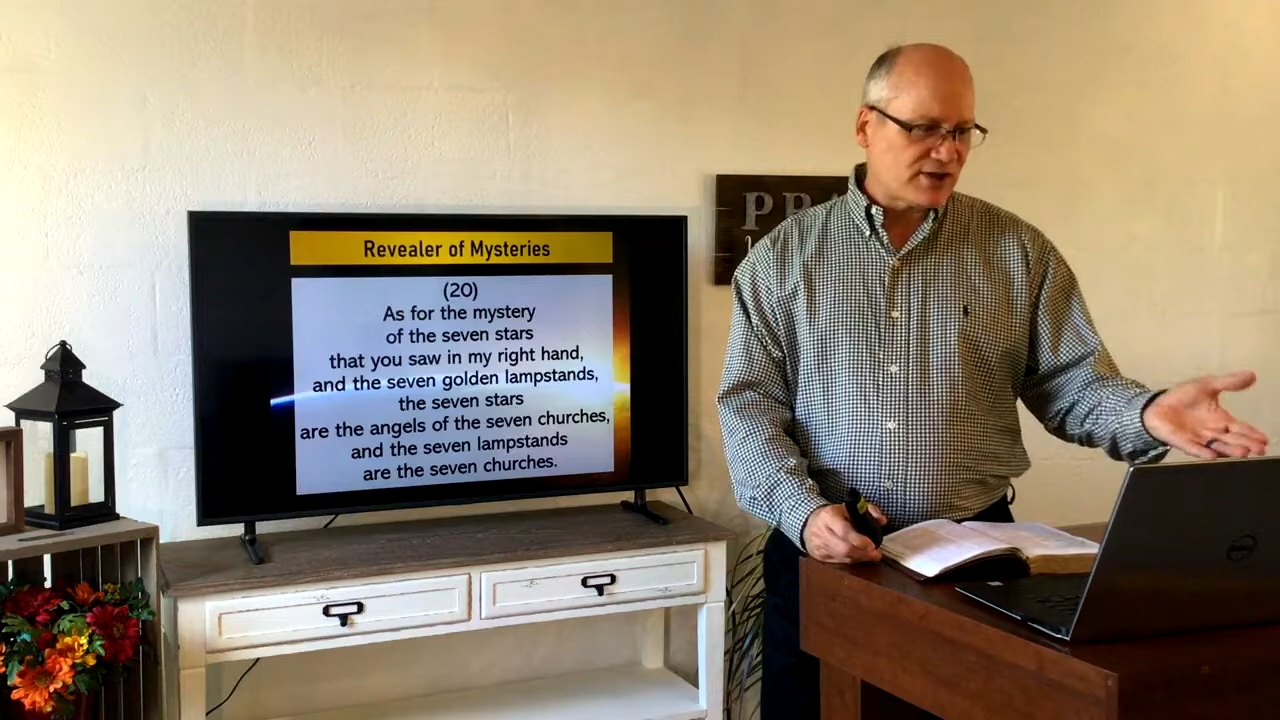 Revealer of Mysteries
(20)
As for the mystery
of the seven stars
that you saw in my right hand,
and the seven golden lampstands,
the seven stars
are the angels of the seven churches,
and the seven lampstands
are the seven churches.
DELL